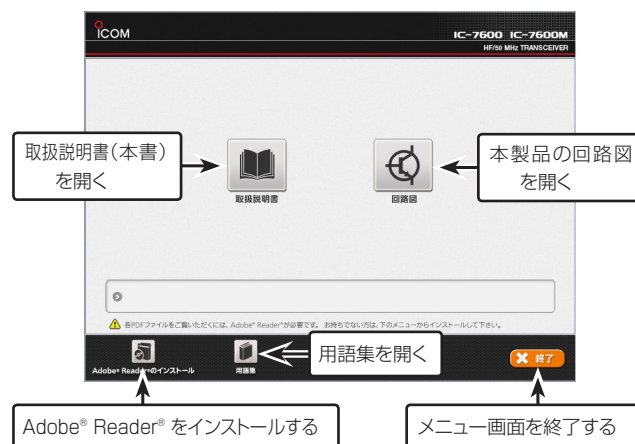 ICOM
IC-7600 IC-7600M
HF/50 MHz TRANSCEIVER
取扱説明書(本書)
を開く
本製品の回路図
を開く
取扱説明書
回路図
各PDFファイルをご覧いただくには、Adobe® Reader®が必要です。 お持ちでない方は、下のメニューからインストールして下さい。
用語集を開く
終了
Adobe® Reader®のインストール
用語集
Adobe® Reader® をインストールする
メニュー画面を終了する